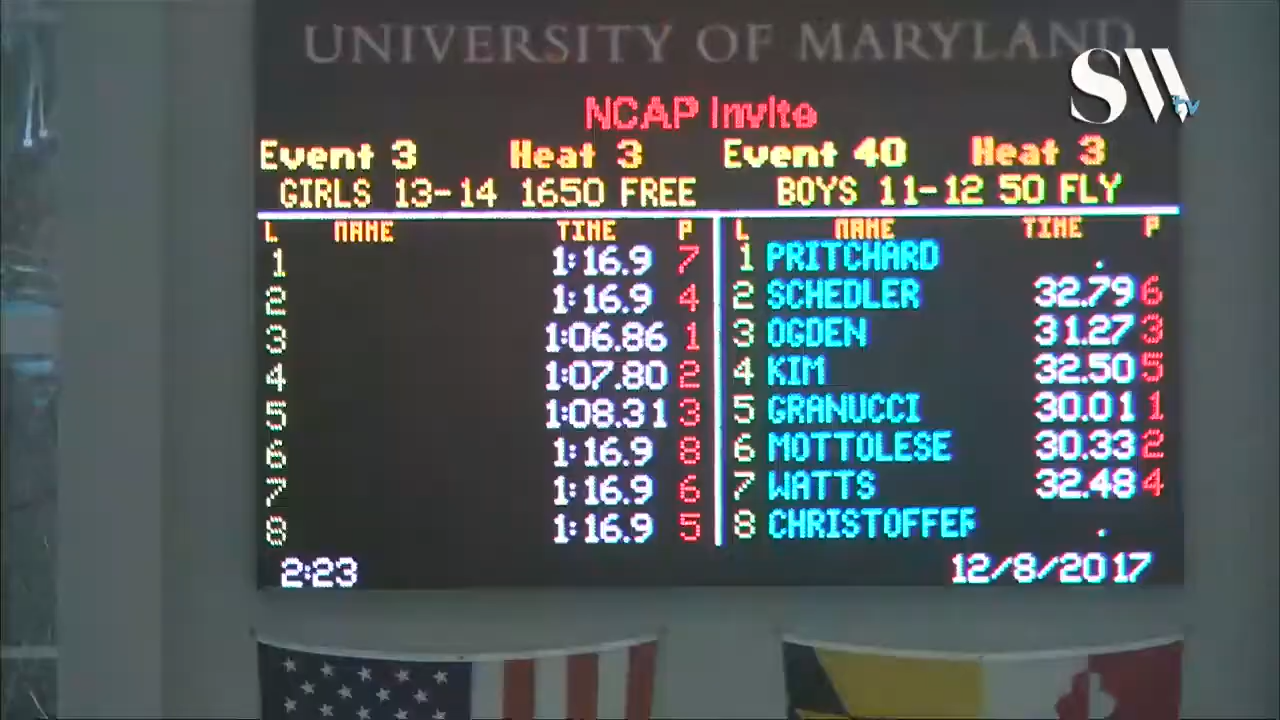 UNIVERSITY OF MARYLAND
SW tv
NCAP Invite
Event 3 Heat 3 Event 40 Heat 3
GIRLS 13-14 1650 FREE BOYS 11-12 50 FLY
L NAME TIME P L NAME TIME P
1 1:16.9 7 1 PRITCHARD .
2 1:16.9 4 2 SCHEDLER 32.79 6
3 1:06.86 1 3 OGDEN 31.27 3
4 1:07.80 2 4 KIM 32.50 5
5 1:08.31 3 5 GRANUCCI 30.01 1
6 1:16.9 8 6 MOTTOLESE 30.33 2
7 1:16.9 6 7 WATTS 32.48 4
8 1:16.9 5 8 CHRISTOFFER .
2:23 12/8/2017